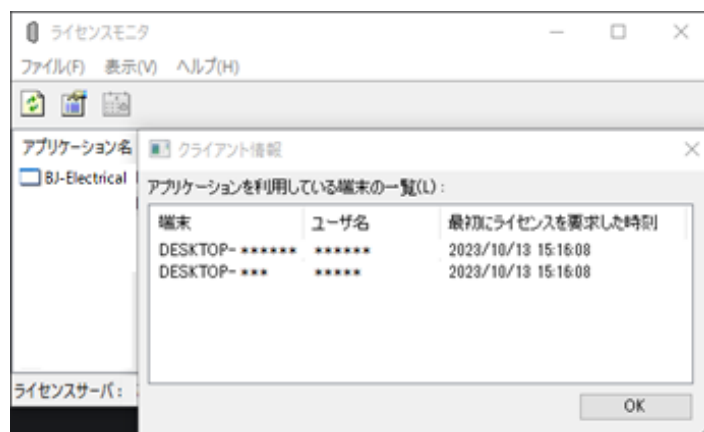 ライセンスモニタ
ファイル(F) 表示(V) ヘルプ(H)
アプリケーション名
BJ-Electrical
クライアント情報
アプリケーションを利用している端末の一覧(L):
端末 ユーザ名 最初にライセンスを要求した時刻
DESKTOP-****** ****** 2023/10/13 15:16:08
DESKTOP-*** ***** 2023/10/13 15:16:08
ライセンスサーバ:
OK